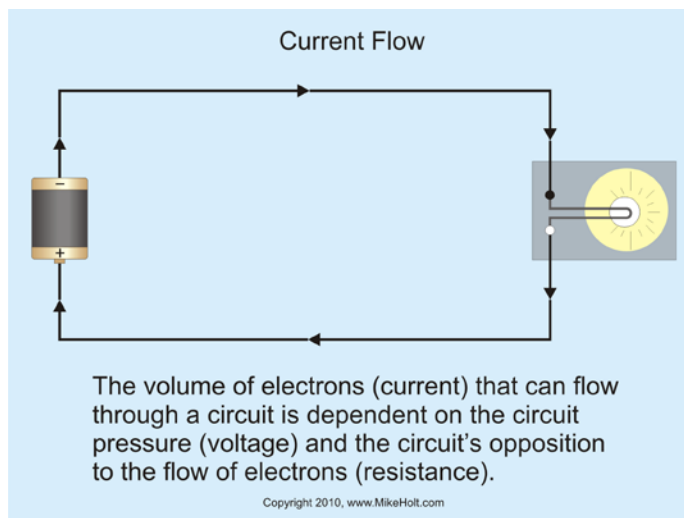 Current Flow
−
+
The volume of electrons (current) that can flow
through a circuit is dependent on the circuit
pressure (voltage) and the circuit's opposition
to the flow of electrons (resistance).
Copyright 2010, www.MikeHolt.com